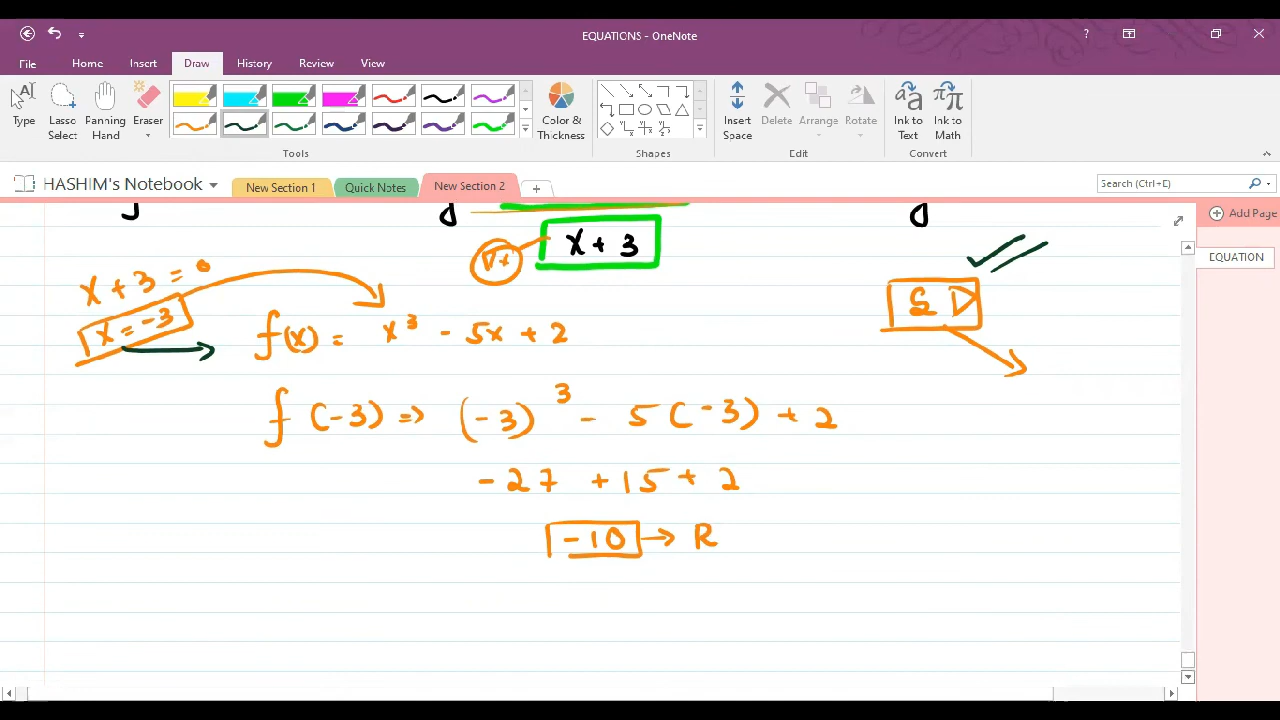 EQUATIONS - OneNote
?
File Home Insert Draw History Review View
Type
Lasso Select
Panning Hand
Eraser
Color & Thickness
Insert Space
Delete
Arrange
Rotate
Ink to Text
Ink to Math
Tools
Shapes
Edit
Convert
HASHIM's Notebook
New Section 1
Quick Notes
New Section 2
Search (Ctrl+E)
Add Page
EQUATION
x + 3
x + 3 = 0
x = -3
f(x) = x³ - 5x + 2
f(-3) => (-3)³ - 5(-3) + 2
-27 + 15 + 2
-10 → R